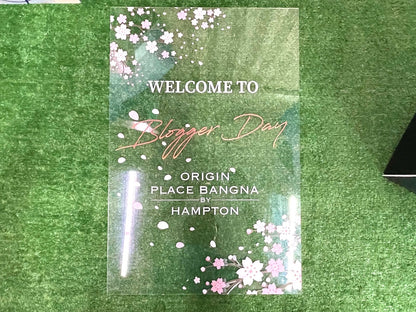 WELCOME TO
Blogger Day
ORIGIN
PLACE BANGNA
BY
HAMPTON